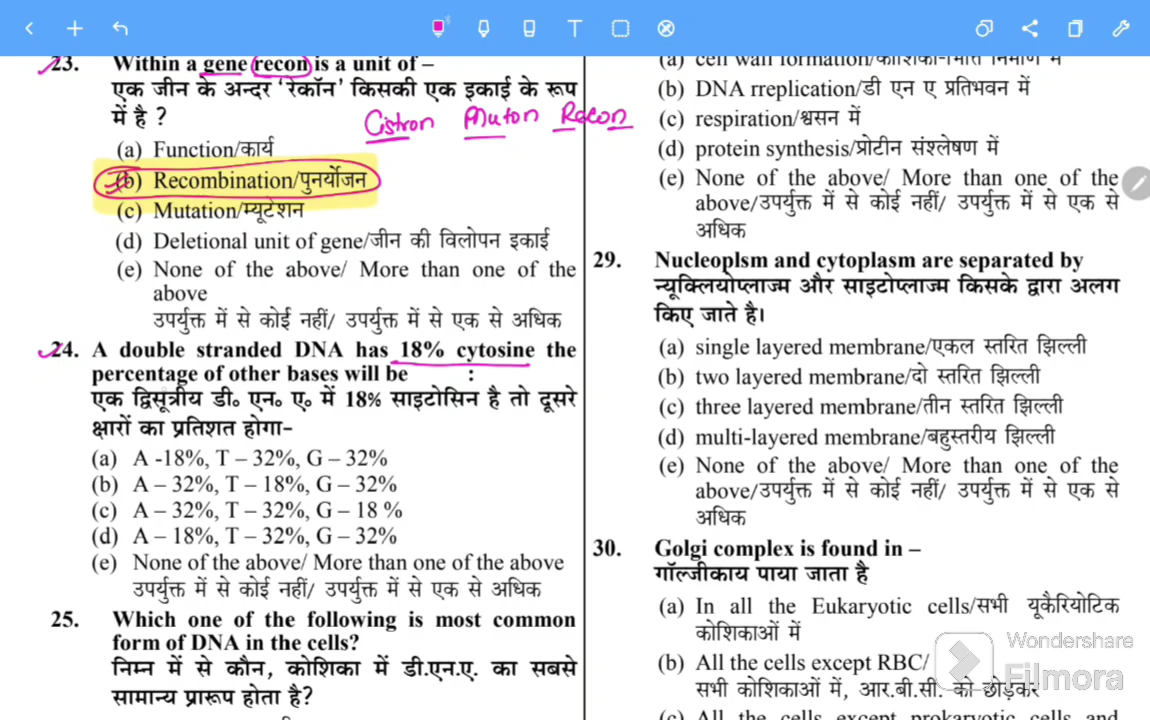 23. Within a gene recon is a unit of –
एक जीन के अन्दर 'रेकॉन' किसकी एक इकाई के रूप
में है ?
Cistron Muton Recon
(a) Function/कार्य
(b) Recombination/पुनर्योजन
(c) Mutation/म्यूटेशन
(d) Deletional unit of gene/जीन की विलोपन इकाई
(e) None of the above/ More than one of the
above
उपर्युक्त में से कोई नहीं/ उपर्युक्त में से एक से अधिक
24. A double stranded DNA has 18% cytosine the
percentage of other bases will be :
एक द्विसूत्रीय डी० एन० ए० में 18% साइटोसिन है तो दूसरे
क्षारों का प्रतिशत होगा-
(a) A -18%, T – 32%, G – 32%
(b) A – 32%, T – 18%, G – 32%
(c) A – 32%, T – 32%, G – 18 %
(d) A – 18%, T – 32%, G – 32%
(e) None of the above/ More than one of the above
उपर्युक्त में से कोई नहीं/ उपर्युक्त में से एक से अधिक
25. Which one of the following is most common
form of DNA in the cells?
निम्न में से कौन, कोशिका में डी.एन.ए. का सबसे
सामान्य प्रारूप होता है?
(a) cell wall formation/कोशिका-भित्ति निर्माण में
(b) DNA rreplication/डी एन ए प्रतिभवन में
(c) respiration/श्वसन में
(d) protein synthesis/प्रोटीन संश्लेषण में
(e) None of the above/ More than one of the
above/उपर्युक्त में से कोई नहीं/ उपर्युक्त में से एक से
अधिक
29. Nucleoplsm and cytoplasm are separated by
न्यूक्लियोप्लाज्म और साइटोप्लाज्म किसके द्वारा अलग
किए जाते है।
(a) single layered membrane/एकल स्तरित झिल्ली
(b) two layered membrane/दो स्तरित झिल्ली
(c) three layered membrane/तीन स्तरित झिल्ली
(d) multi-layered membrane/बहुस्तरीय झिल्ली
(e) None of the above/ More than one of the
above/उपर्युक्त में से कोई नहीं/ उपर्युक्त में से एक से
अधिक
30. Golgi complex is found in –
गॉल्जीकाय पाया जाता है
(a) In all the Eukaryotic cells/सभी यूकैरियोटिक
कोशिकाओं में
(b) All the cells except RBC/
सभी कोशिकाओं में, आर.बी.सी. को छोड़कर
(c) All the cells except prokaryotic cells and
Wondershare
Filmora